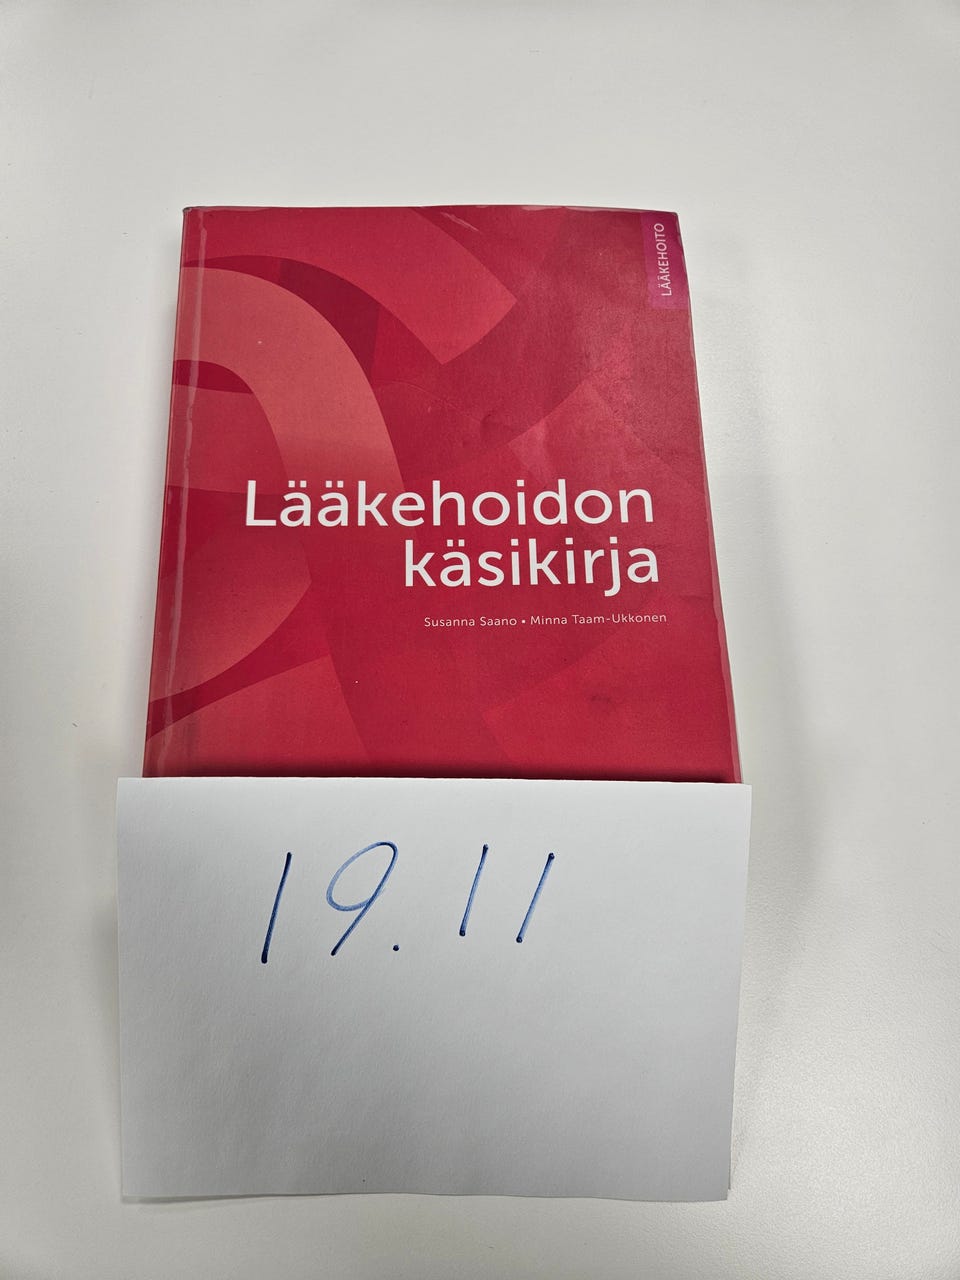 LÄÄKEHOITO
Lääkehoidon
käsikirja
Susanna Saano • Minna Taam-Ukkonen
19.11